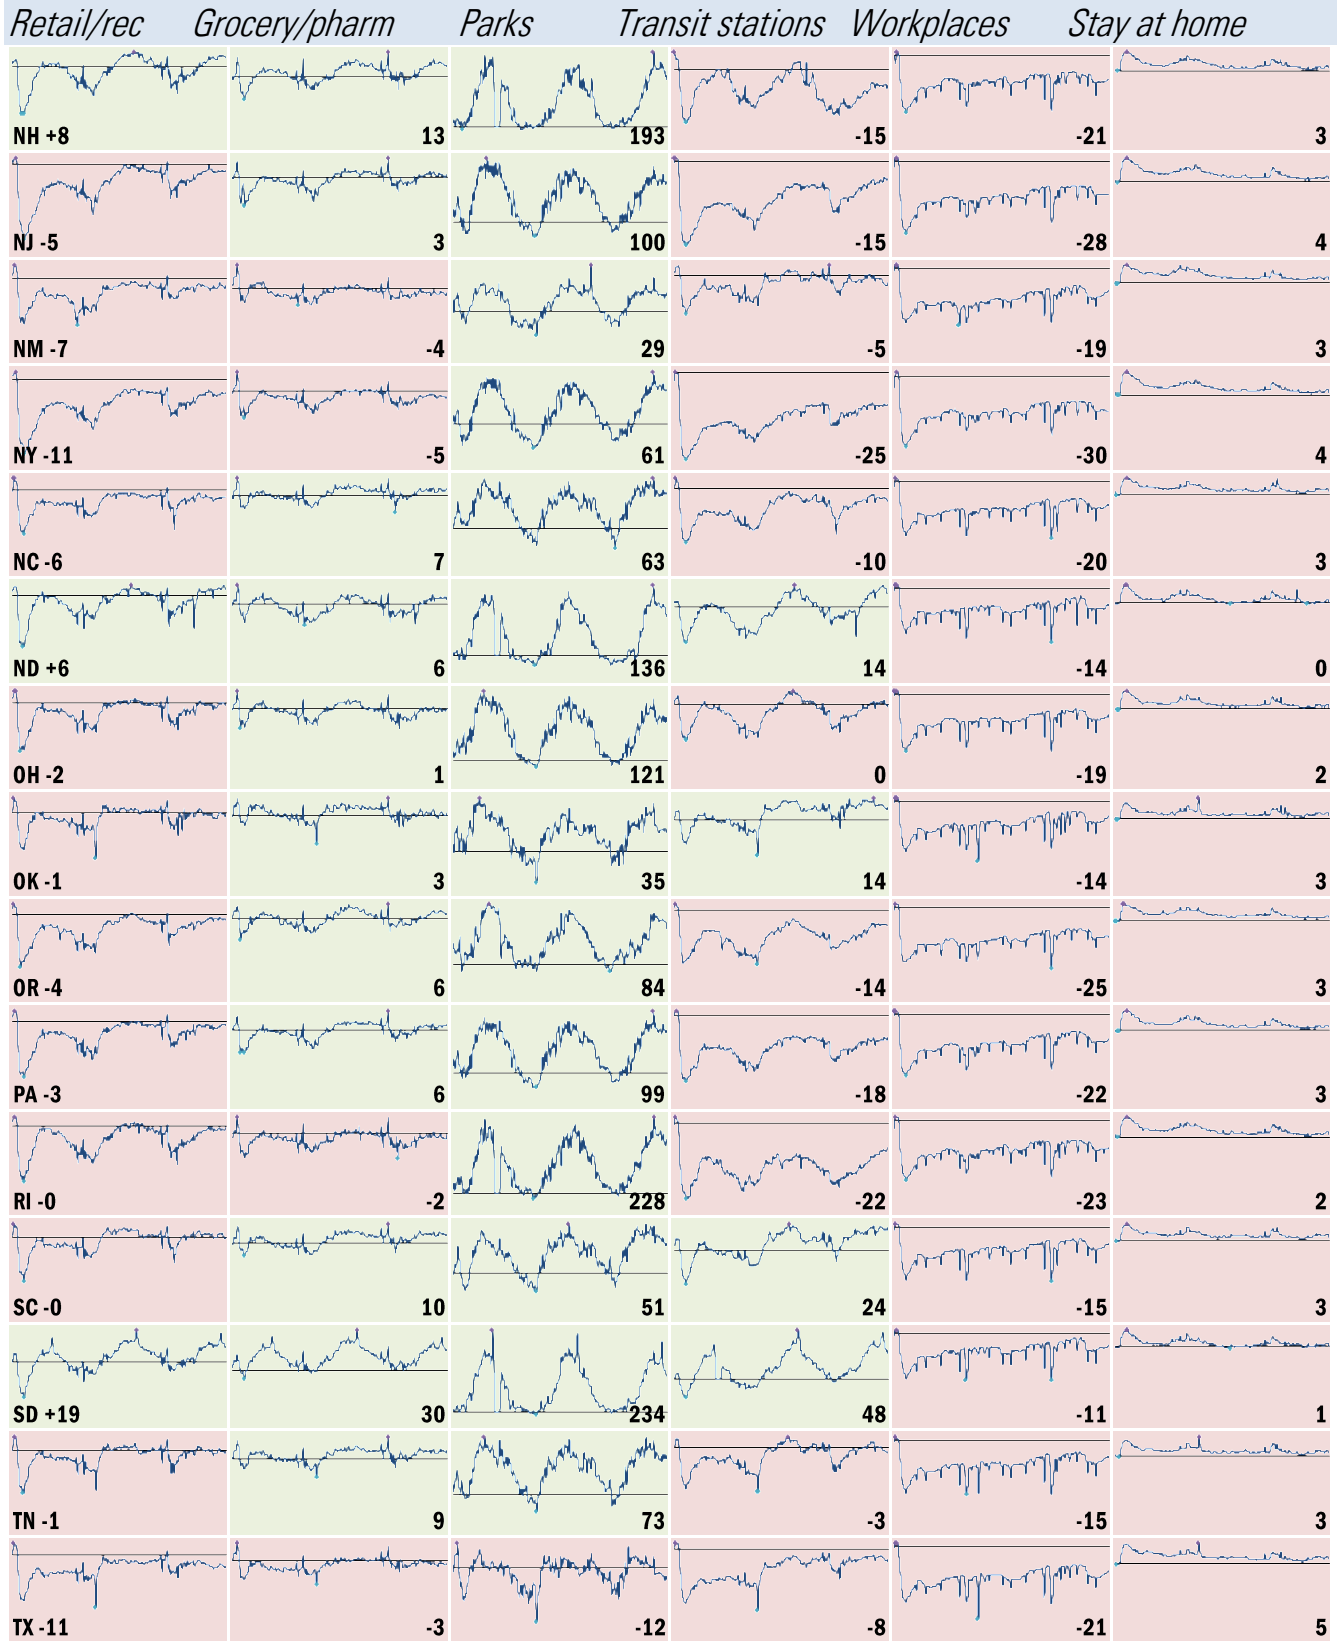 Retail/rec Grocery/pharm Parks Transit stations Workplaces Stay at home
NH +8 13 193 -15 -21 3
NJ -5 3 100 -15 -28 4
NM -7 -4 29 -5 -19 3
NY -11 -5 61 -25 -30 4
NC -6 7 63 -10 -20 3
ND +6 6 136 14 -14 0
OH -2 1 121 0 -19 2
OK -1 3 35 14 -14 3
OR -4 6 84 -14 -25 3
PA -3 6 99 -18 -22 3
RI -0 -2 228 -22 -23 2
SC -0 10 51 24 -15 3
SD +19 30 234 48 -11 1
TN -1 9 73 -3 -15 3
TX -11 -3 -12 -8 -21 5